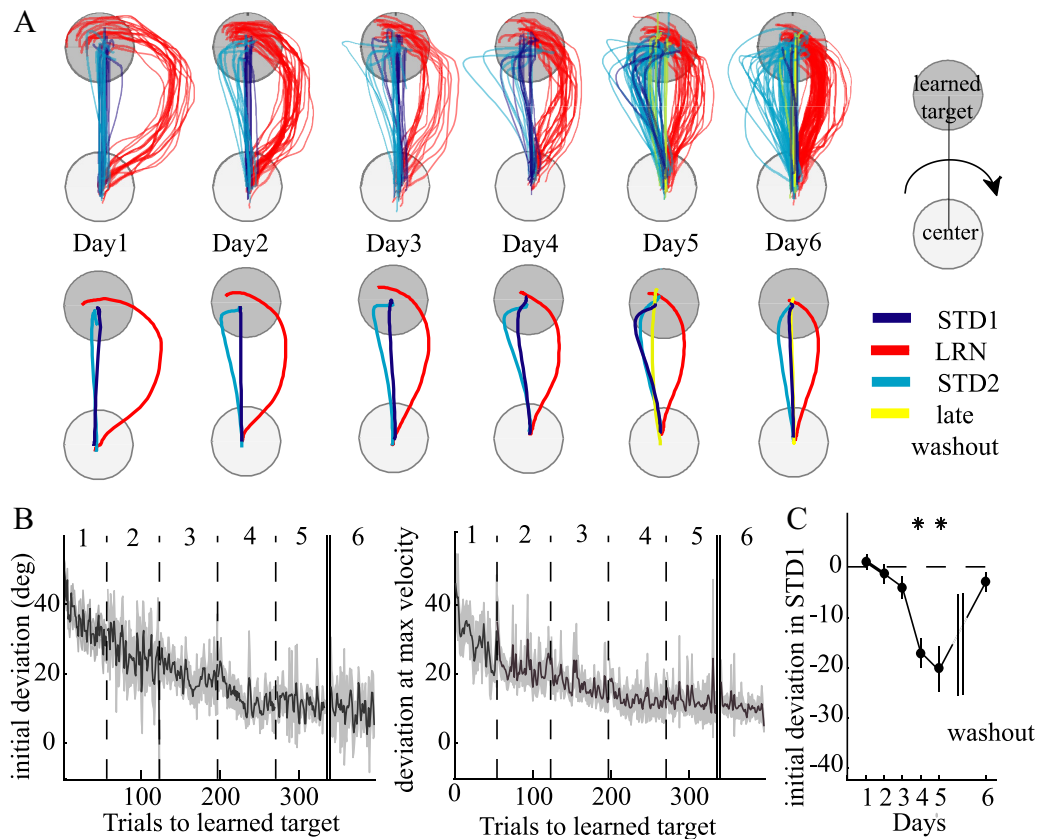 A
learned
target
center
Day1 Day2 Day3 Day4 Day5 Day6
STD1
LRN
STD2
late
washout
B
1 2 3 4 5 6
initial deviation (deg)
40
20
0
100 200 300
Trials to learned target
1 2 3 4 5 6
deviation at max velocity
40
20
0
0 100 200 300
Trials to learned target
C
* *
initial deviation in STD1
0
-10
-20
-30
-40
washout
1 2 3 4 5 6
Days